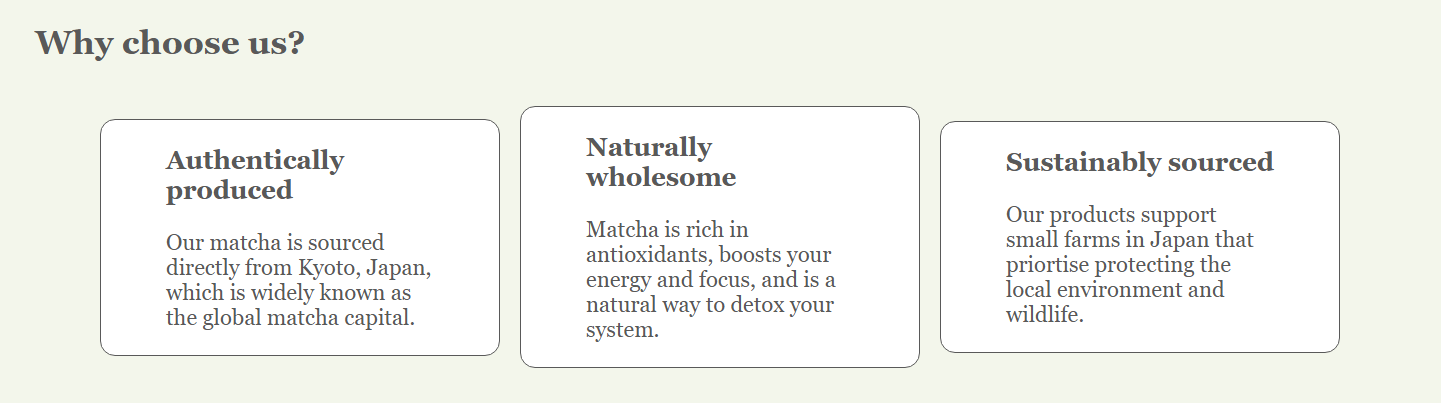 Why choose us?
Authentically
produced
Our matcha is sourced
directly from Kyoto, Japan,
which is widely known as
the global matcha capital.
Naturally
wholesome
Matcha is rich in
antioxidants, boosts your
energy and focus, and is a
natural way to detox your
system.
Sustainably sourced
Our products support
small farms in Japan that
priortise protecting the
local environment and
wildlife.